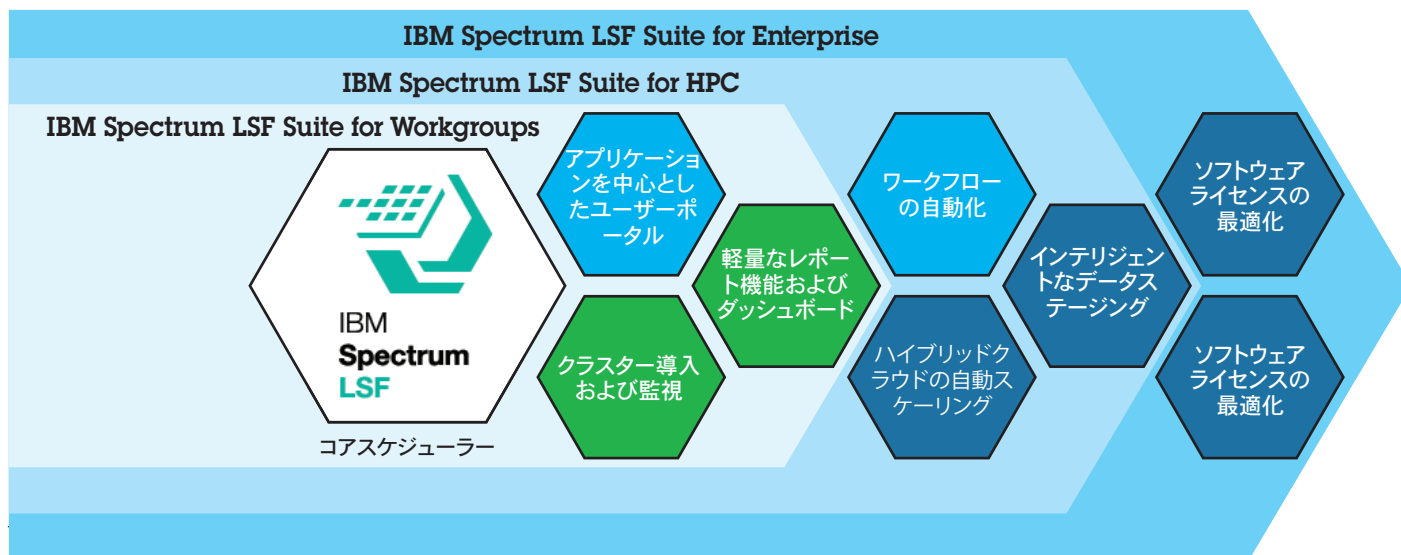 IBM Spectrum LSF Suite for Enterprise
IBM Spectrum LSF Suite for HPC
IBM Spectrum LSF Suite for Workgroups
IBM
Spectrum
LSF
コアスケジューラー
アプリケーショ
ンを中心とし
たユーザーポ
ータル
クラスター導入
および監視
軽量なレポー
ト機能および
ダッシュボード
ワークフロー
の自動化
ハイブリッドク
ラウドの自動ス
ケーリング
インテリジェン
トなデータス
テージング
ソフトウェア
ライセンスの
最適化
ソフトウェア
ライセンスの
最適化